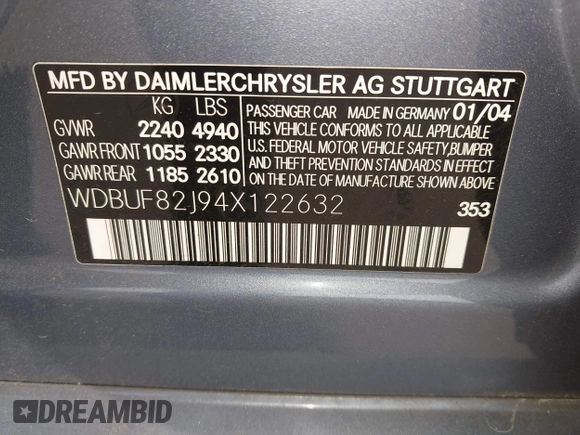 MFD BY DAIMLERCHRYSLER AG STUTTGART
KG LBS
GVWR 2240 4940
GAWR FRONT 1055 2330
GAWR REAR 1185 2610
PASSENGER CAR MADE IN GERMANY 01/04
THIS VEHICLE CONFORMS TO ALL APPLICABLE
U.S. FEDERAL MOTOR VEHICLE SAFETY,BUMPER
AND THEFT PREVENTION STANDARDS IN EFFECT
ON THE DATE OF MANUFACTURE SHOWN ABOVE.
WDBUF82J94X122632 353
DREAMBID